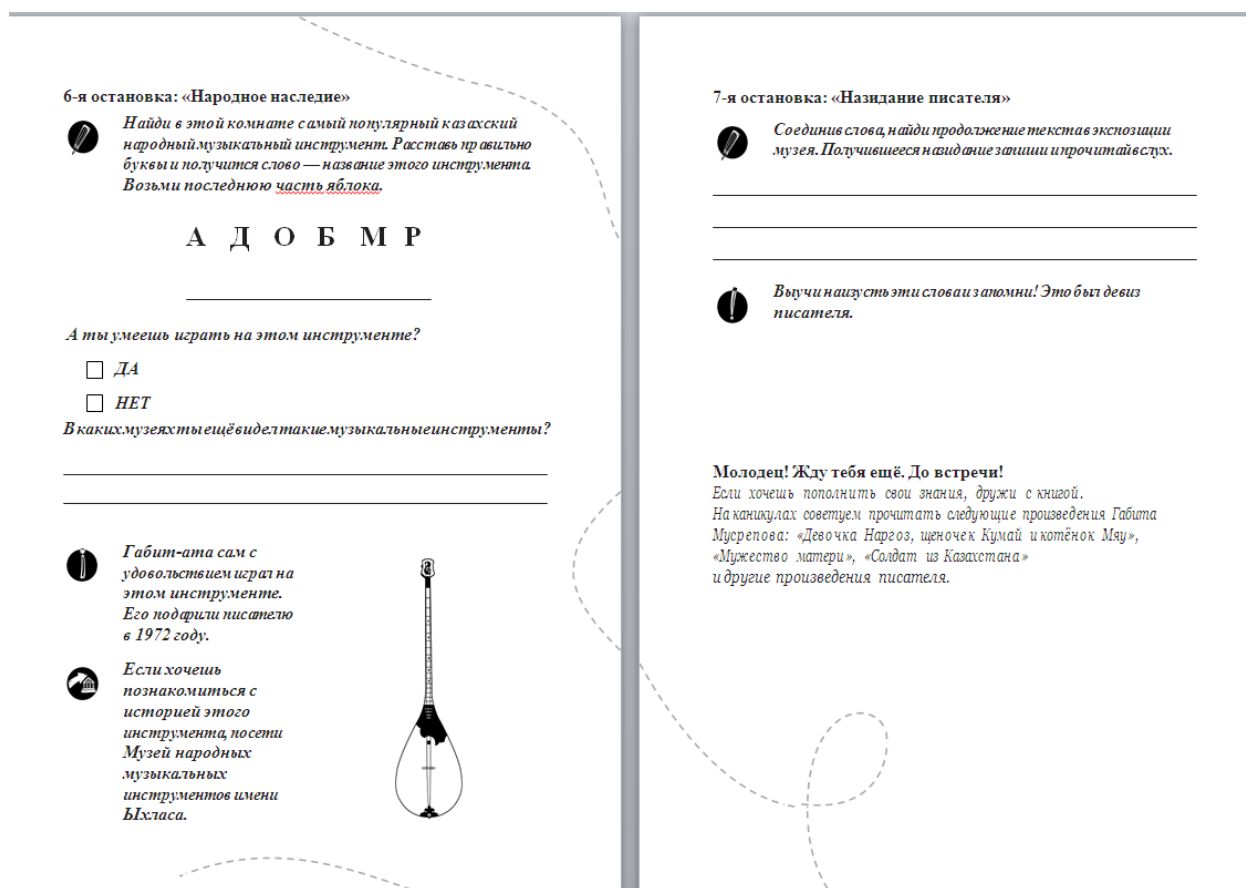 6-я остановка: «Народное наследие»
Найди в этой комнате самый популярный казахский
народный музыкальный инструмент. Расставь правильно
буквы и получится слово — название этого инструмента.
Возьми последнюю часть яблока.
А Д О Б М Р
А ты умеешь играть на этом инструменте?
ДА
НЕТ
В каких музеях ты ещё видел такие музыкальные инструменты?
Габит-ата сам с
удовольствием играл на
этом инструменте.
Его подарили писателю
в 1972 году.
Если хочешь
познакомиться с
историей этого
инструмента, посети
Музей народных
музыкальных
инструментов имени
Ыхласа.
7-я остановка: «Назидание писателя»
Соединив слова, найди продолжение текста в экспозиции
музея. Получившееся назидание запиши и прочитай вслух.
Выучи наизусть эти слова и запомни! Это был девиз
писателя.
Молодец! Жду тебя ещё. До встречи!
Если хочешь пополнить свои знания, дружи с книгой.
На каникулах советуем прочитать следующие произведения Габита
Мусрепова: «Девочка Наргоз, щеночек Кумай и котёнок Мяу»,
«Мужество матери», «Солдат из Казахстана»
и другие произведения писателя.